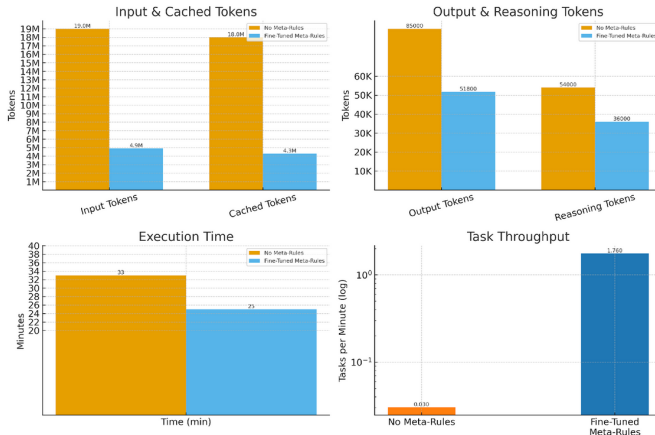 Input & Cached Tokens
No Meta-Rules
Fine-Tuned Meta-Rules
Tokens
19M
18M
17M
16M
15M
14M
13M
12M
11M
10M
9M
8M
7M
6M
5M
4M
3M
2M
1M
19.0M
4.9M
18.0M
4.3M
Input Tokens
Cached Tokens
Output & Reasoning Tokens
No Meta-Rules
Fine-Tuned Meta-Rules
Tokens
60K
50K
40K
30K
20K
10K
85000
51800
54000
36000
Output Tokens
Reasoning Tokens
Execution Time
No Meta-Rules
Fine-Tuned Meta-Rules
Minutes
40
38
36
34
32
30
28
26
24
22
20
33
25
Time (min)
Task Throughput
Tasks per Minute (log)
10⁰
10⁻¹
0.030
1.760
No Meta-Rules
Fine-Tuned
Meta-Rules